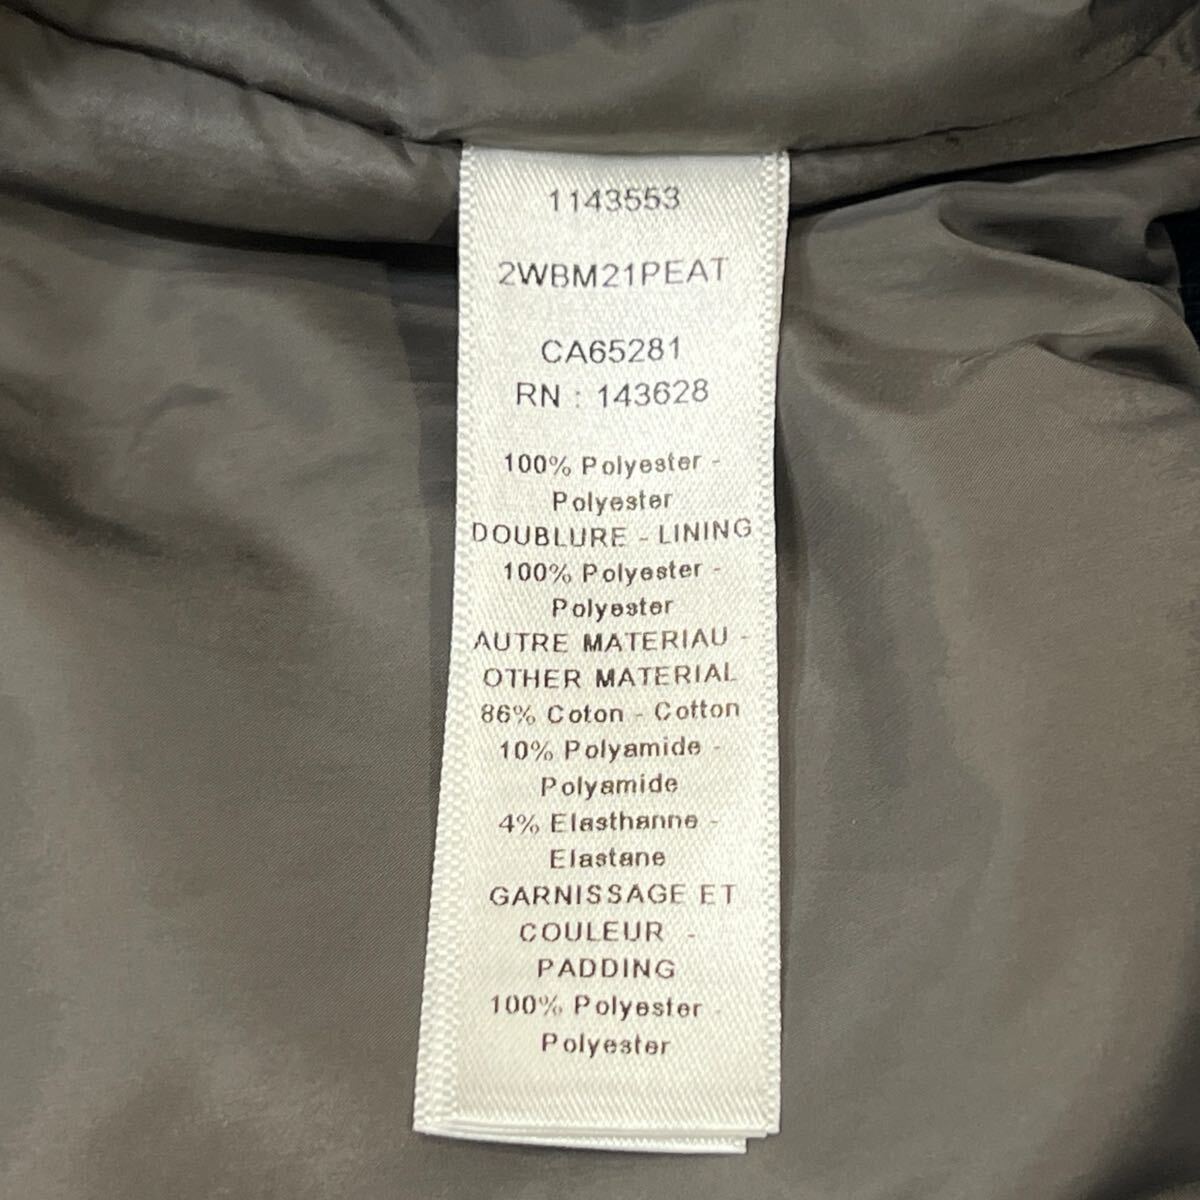 1143553
2WBM21PEAT
CA65281
RN : 143628
100% Polyester -
Polyester
DOUBLURE - LINING
100% Polyester -
Polyester
AUTRE MATERIAU -
OTHER MATERIAL
86% Coton - Cotton
10% Polyamide -
Polyamide
4% Elasthanne -
Elastane
GARNISSAGE ET
COULEUR -
PADDING
100% Polyester -
Polyester